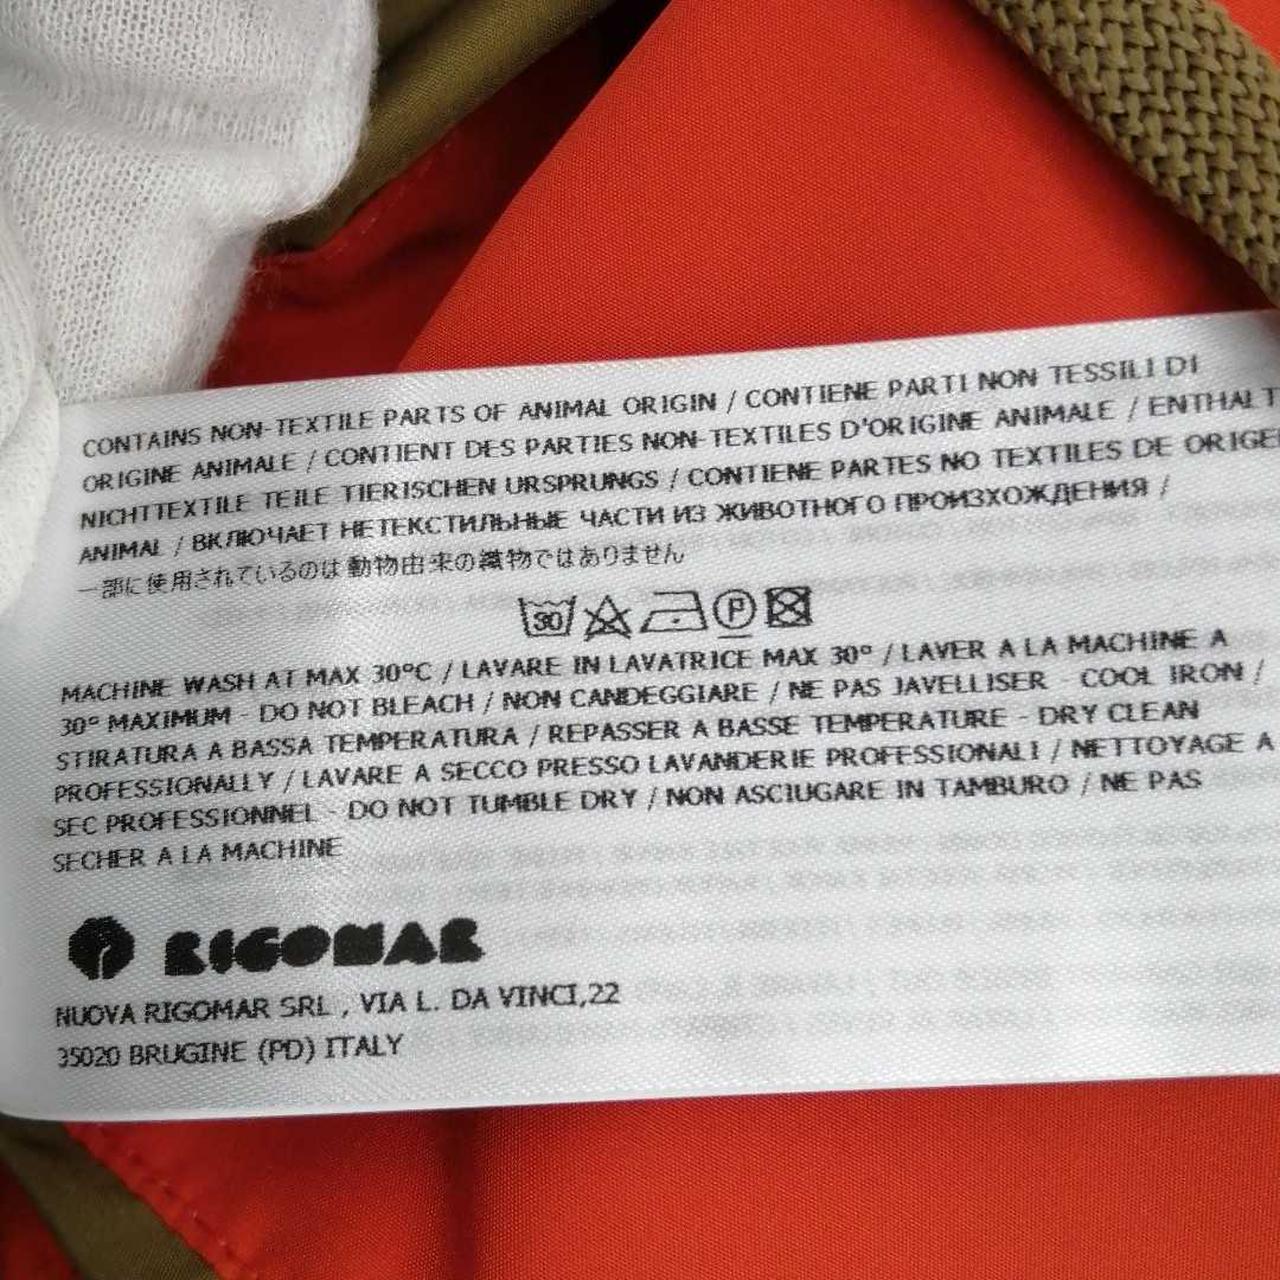 CONTAINS NON-TEXTILE PARTS OF ANIMAL ORIGIN / CONTIENE PARTI NON TESSILI DI
ORIGINE ANIMALE / CONTIENT DES PARTIES NON-TEXTILES D'ORIGINE ANIMALE / ENTHALT
NICHTTEXTILE TEILE TIERISCHEN URSPRUNGS / CONTIENE PARTES NO TEXTILES DE ORIGE
ANIMAL / ВКЛЮЧАЕТ НЕТЕКСТИЛЬНЫЕ ЧАСТИ ИЗ ЖИВОТНОГО ПРОИЗХОЖДЕНИЯ /
一部に使用されているのは動物由来の織物ではありません
30 P
MACHINE WASH AT MAX 30°C / LAVARE IN LAVATRICE MAX 30° / LAVER A LA MACHINE A
30° MAXIMUM - DO NOT BLEACH / NON CANDEGGIARE / NE PAS JAVELLISER - COOL IRON /
STIRATURA A BASSA TEMPERATURA / REPASSER A BASSE TEMPERATURE - DRY CLEAN
PROFESSIONALLY / LAVARE A SECCO PRESSO LAVANDERIE PROFESSIONALI / NETTOYAGE A
SEC PROFESSIONNEL - DO NOT TUMBLE DRY / NON ASCIUGARE IN TAMBURO / NE PAS
SECHER A LA MACHINE
RIGOMAR
NUOVA RIGOMAR SRL , VIA L. DA VINCI,22
35020 BRUGINE (PD) ITALY